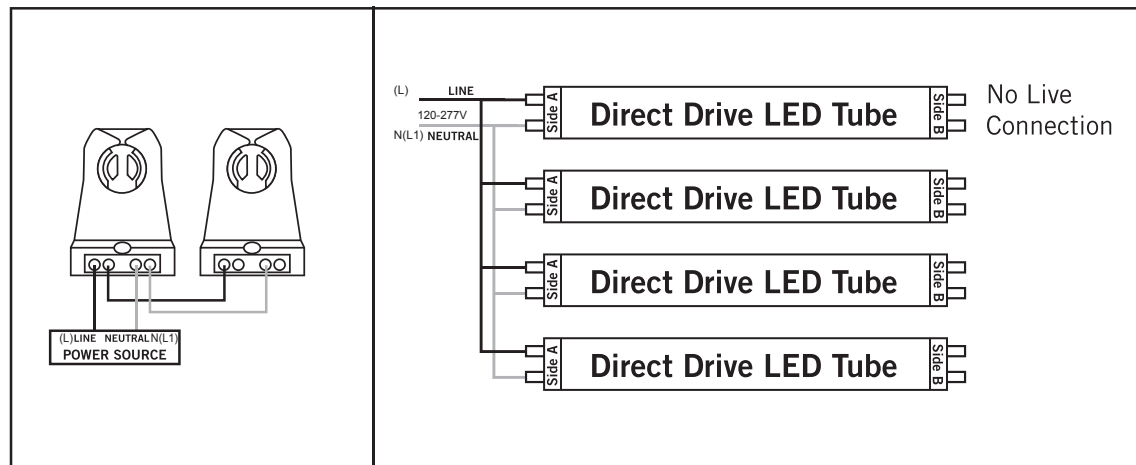 (L)LINE NEUTRALN(L1)
POWER SOURCE
(L) LINE
120-277V
N(L1) NEUTRAL
Side A
Direct Drive LED Tube
Side B
No Live
Connection
Side A
Direct Drive LED Tube
Side B
Side A
Direct Drive LED Tube
Side B
Side A
Direct Drive LED Tube
Side B